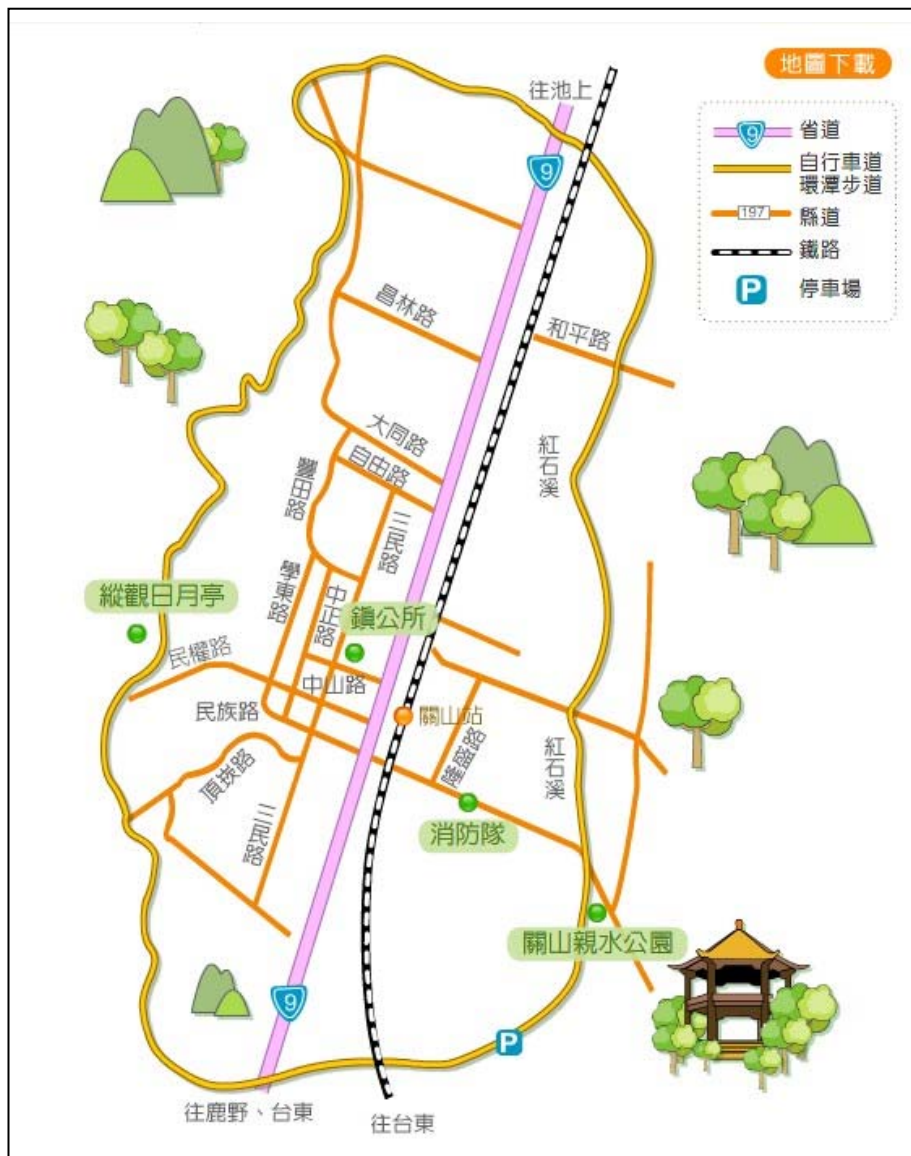 地圖下載
往池上
9
9
省道
自行車道
環潭步道
197
縣道
鐵路
P
停車場
昌林路
和平路
大同路
自由路
紅石溪
豐田路
三民路
學東路
中正路
縱觀日月亭
鎮公所
民權路
中山路
民族路
關山站
隆盛路
紅石溪
頂崁路
三民路
消防隊
關山親水公園
9
P
往鹿野、台東
往台東